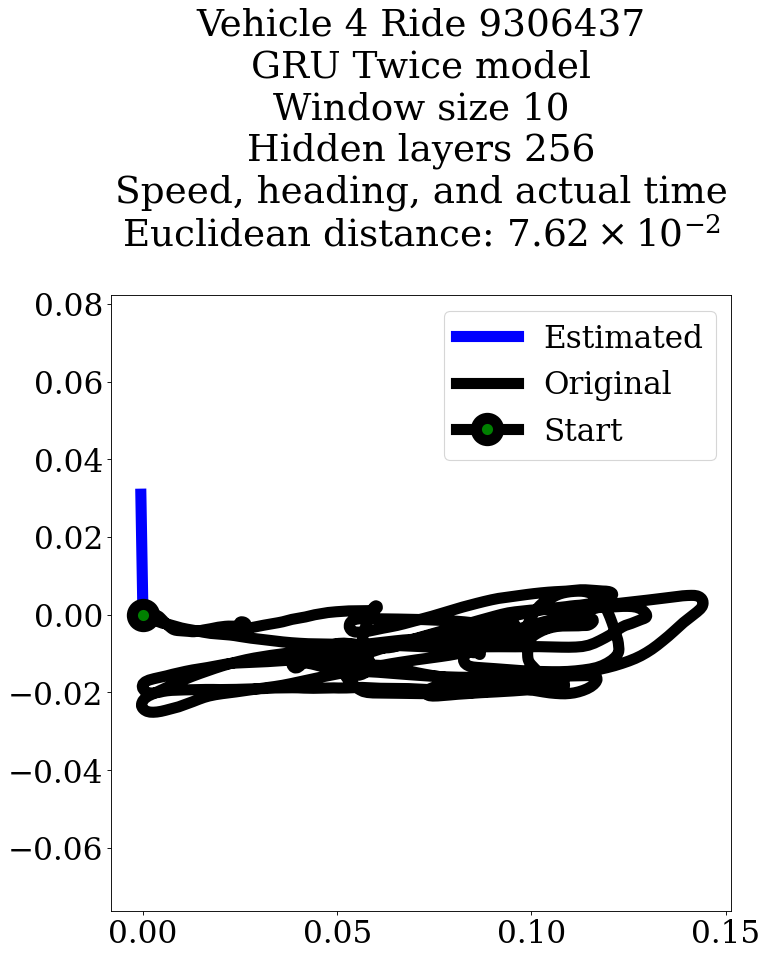 Vehicle 4 Ride 9306437
GRU Twice model
Window size 10
Hidden layers 256
Speed, heading, and actual time
Euclidean distance: 7.62 × 10⁻²
0.08
Estimated
0.06
Original
Start
0.04
0.02
0.00
−0.02
−0.04
−0.06
0.00 0.05 0.10 0.15